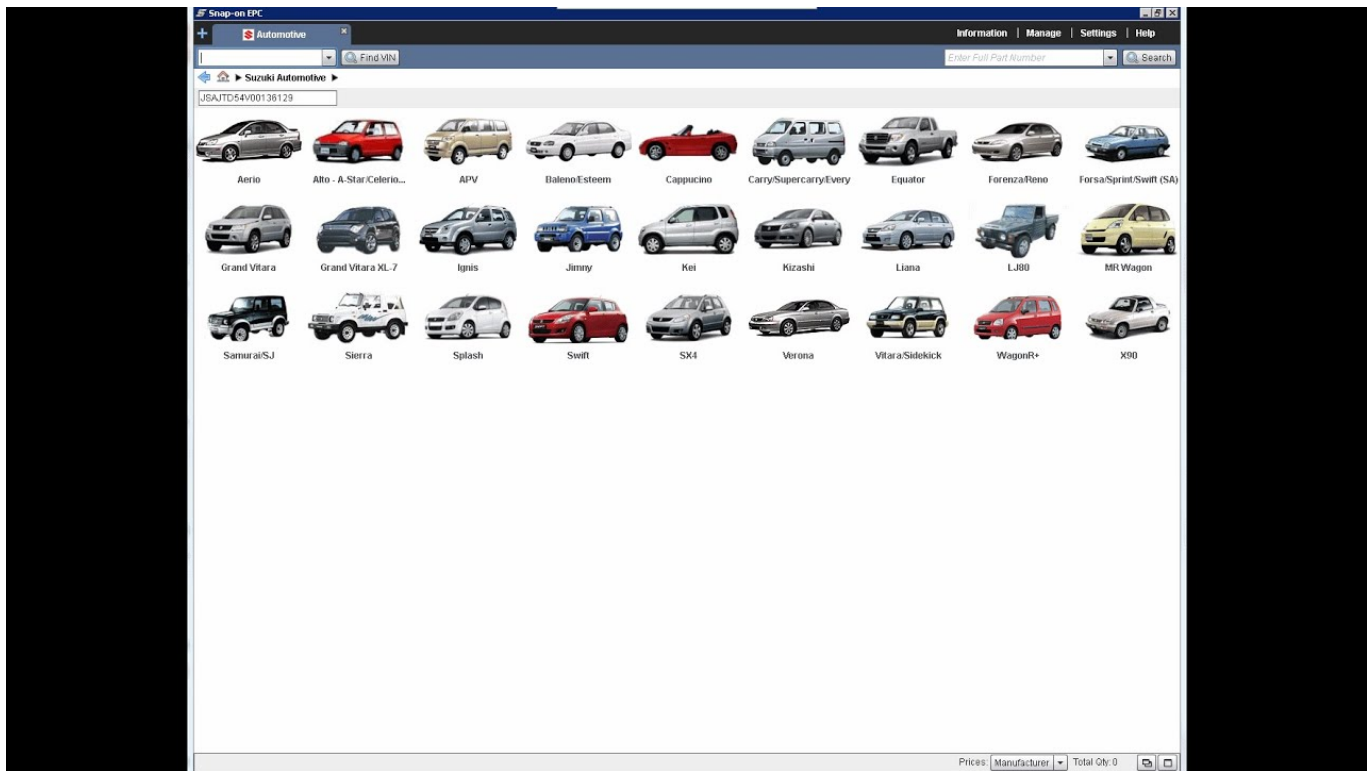 Snap-on EPC
Automotive
Information | Manage | Settings | Help
Find VIN
Enter Full Part Number
Search
Suzuki Automotive
JSAJTD54V00136129
Aerio
Alto - A-Star/Celerio...
APV
Baleno/Esteem
Cappucino
Carry/Supercarry/Every
Equator
Forenza/Reno
Forsa/Sprint/Swift (SA)
Grand Vitara
Grand Vitara XL-7
Ignis
Jimny
Kei
Kizashi
Liana
LJ80
MR Wagon
Samurai/SJ
Sierra
Splash
Swift
SX4
Verona
Vitara/Sidekick
WagonR+
X90
Prices: Manufacturer Total Qty: 0